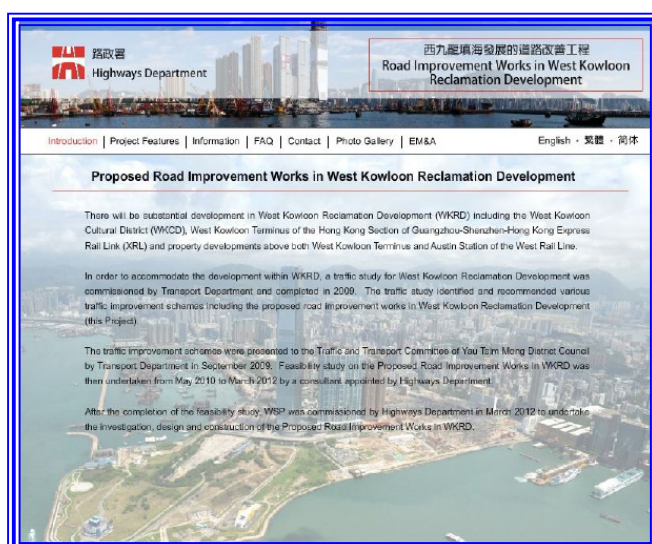 路政署
Highways Department
西九龍填海發展的道路改善工程
Road Improvement Works in West Kowloon
Reclamation Development
Introduction | Project Features | Information | FAQ | Contact | Photo Gallery | EM&A
English · 繁體 · 简体
Proposed Road Improvement Works in West Kowloon Reclamation Development
There will be substantial development in West Kowloon Reclamation Development (WKRD) including the West Kowloon
Cultural District (WKCD), West Kowloon Terminus of the Hong Kong Section of Guangzhou-Shenzhen-Hong Kong Express
Rail Link (XRL) and property developments above both West Kowloon Terminus and Austin Station of the West Rail Line.
In order to accommodate the development within WKRD, a traffic study for West Kowloon Reclamation Development was
commissioned by Transport Department and completed in 2009. The traffic study identified and recommended various
traffic improvement schemes including the proposed road improvement works in West Kowloon Reclamation Development
(this Project).
The traffic improvement schemes were presented to the Traffic and Transport Committee of Yau Tsim Mong District Council
by Transport Department in September 2009. Feasibility study on the Proposed Road Improvement Works in WKRD was
then undertaken from May 2010 to March 2012 by a consultant appointed by Highways Department.
After the completion of the feasibility study, WSP was commissioned by Highways Department in March 2012 to undertake
the investigation, design and construction of the Proposed Road Improvement Works in WKRD.